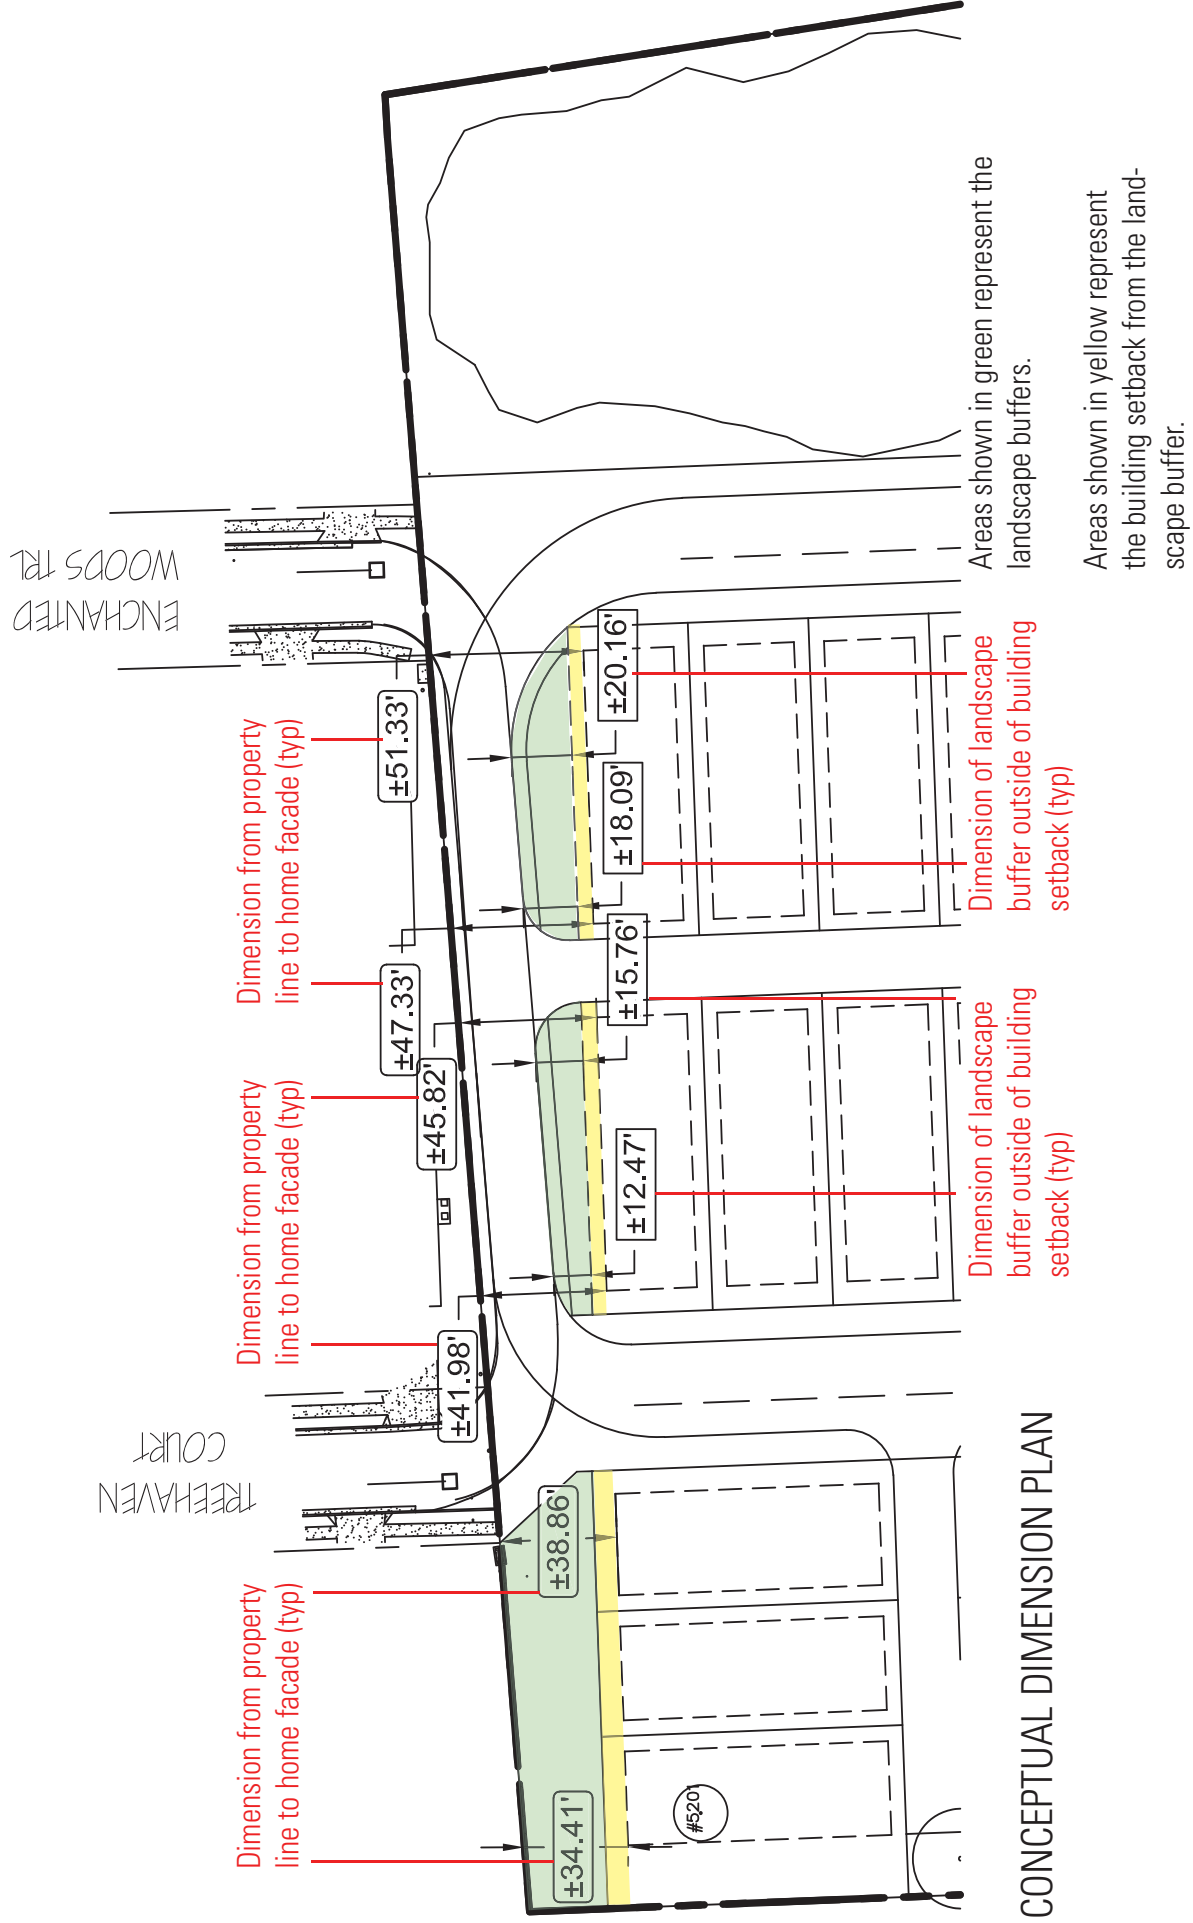 ENCHANTED
WOODS TRL
TREEHAVEN
COURT
Dimension from property
line to home facade (typ)
Dimension from property
line to home facade (typ)
Dimension from property
line to home facade (typ)
±34.41'
±38.86'
±41.98'
±45.82'
±47.33'
±51.33'
±12.47'
±15.76'
±18.09'
±20.16'
#5201
Dimension of landscape
buffer outside of building
setback (typ)
Dimension of landscape
buffer outside of building
setback (typ)
Areas shown in green represent the
landscape buffers.
Areas shown in yellow represent
the building setback from the land-
scape buffer.
CONCEPTUAL DIMENSION PLAN